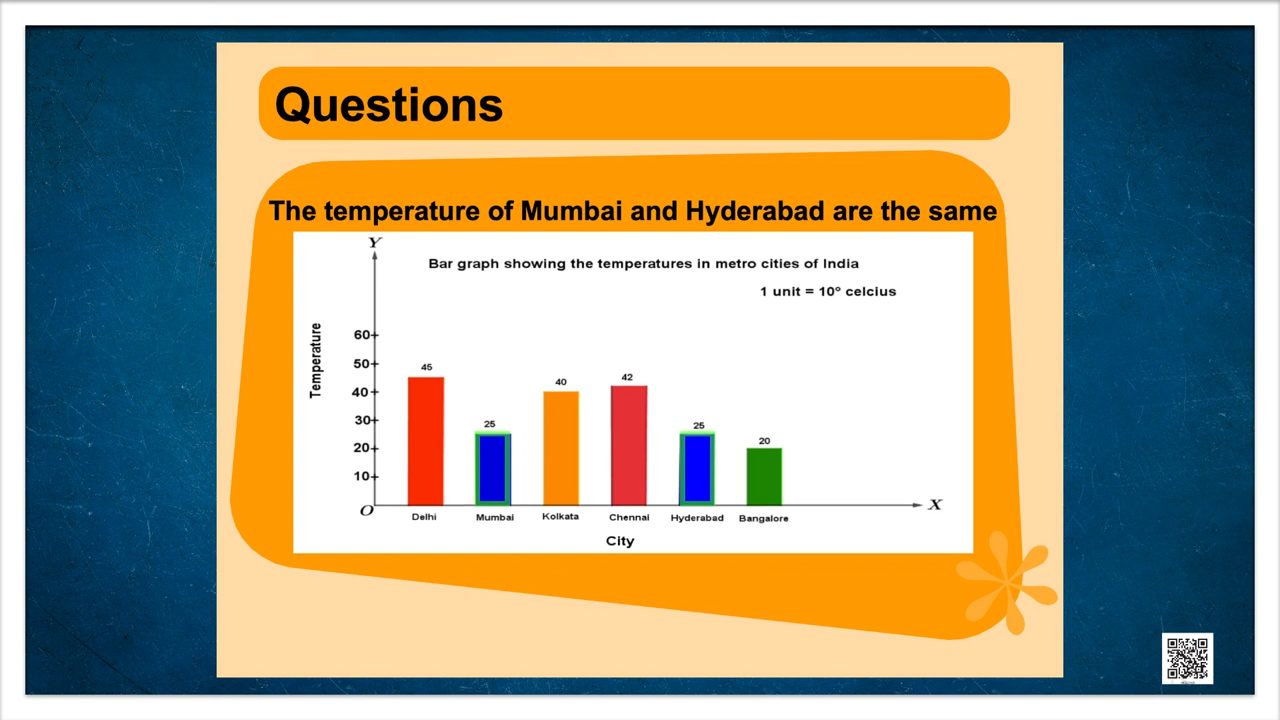 Questions
The temperature of Mumbai and Hyderabad are the same
Y
Bar graph showing the temperatures in metro cities of India
1 unit = 10° celcius
Temperature
60
50
40
30
20
10
O
45
25
40
42
25
20
X
Delhi
Mumbai
Kolkata
Chennai
Hyderabad
Bangalore
City